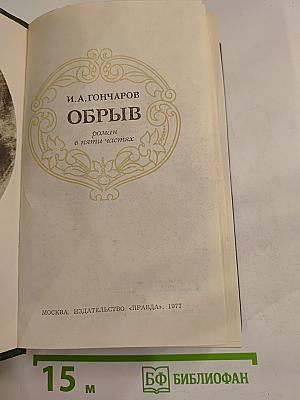 И.А.ГОНЧАРОВ
ОБРЫВ
роман
в пяти частях
МОСКВА. ИЗДАТЕЛЬСТВО «ПРАВДА». 1977
15 м
БФ БИБЛИОФАН